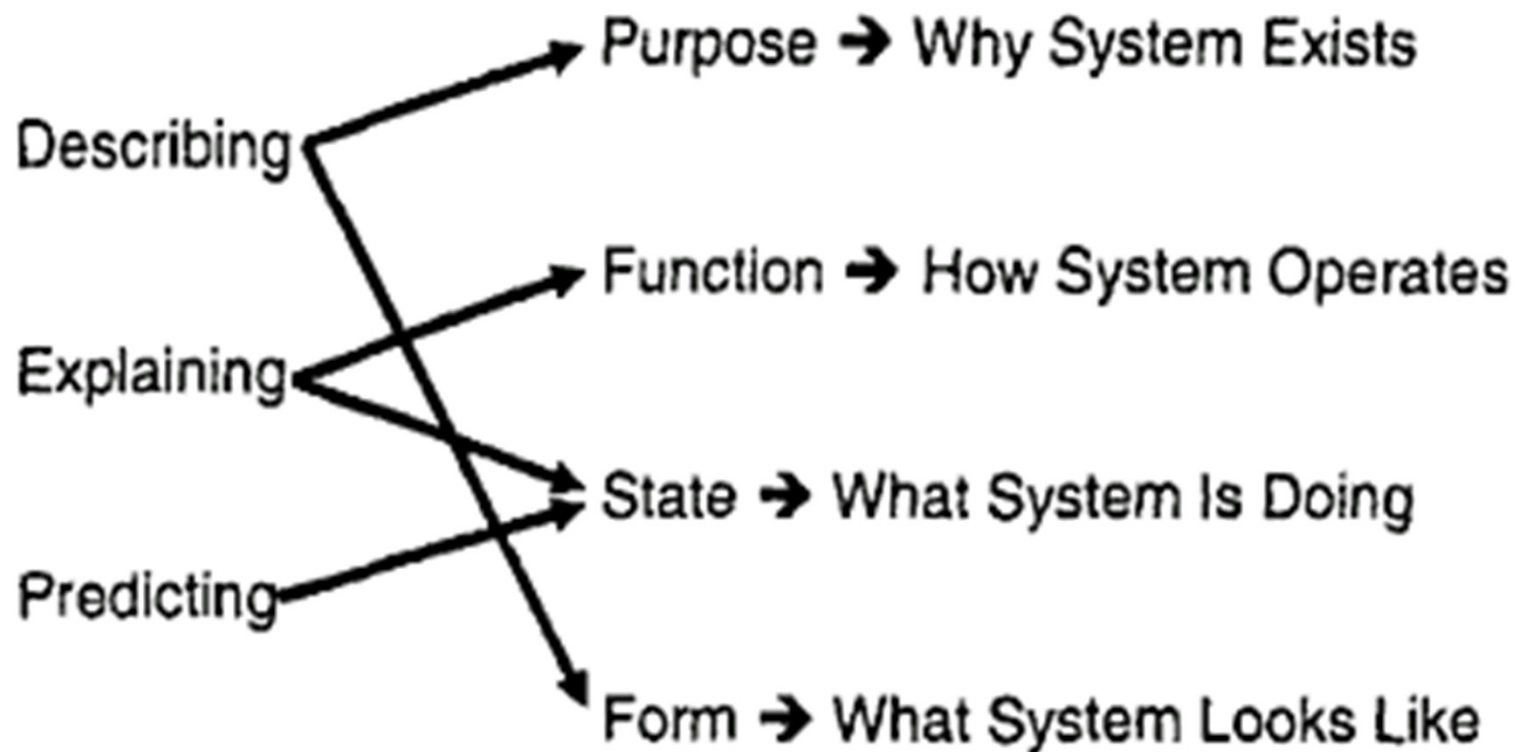 Purpose → Why System Exists
Describing
Function → How System Operates
Explaining
State → What System Is Doing
Predicting
Form → What System Looks Like